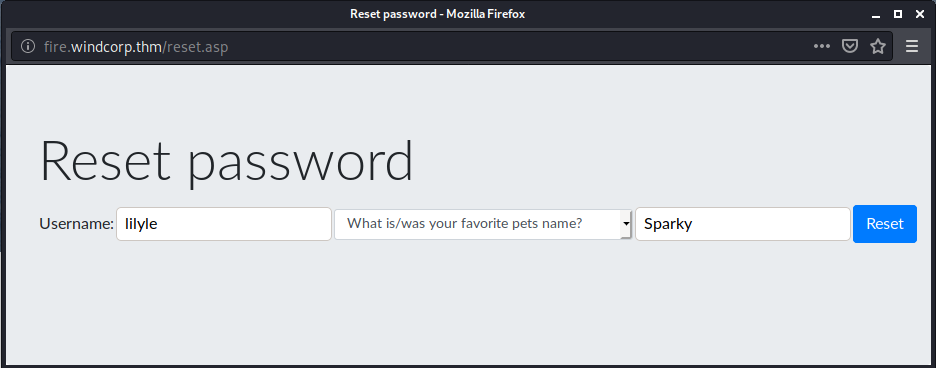 Reset password - Mozilla Firefox
fire.windcorp.thm/reset.asp
Reset password
Username: lilyle What is/was your favorite pets name? Sparky Reset